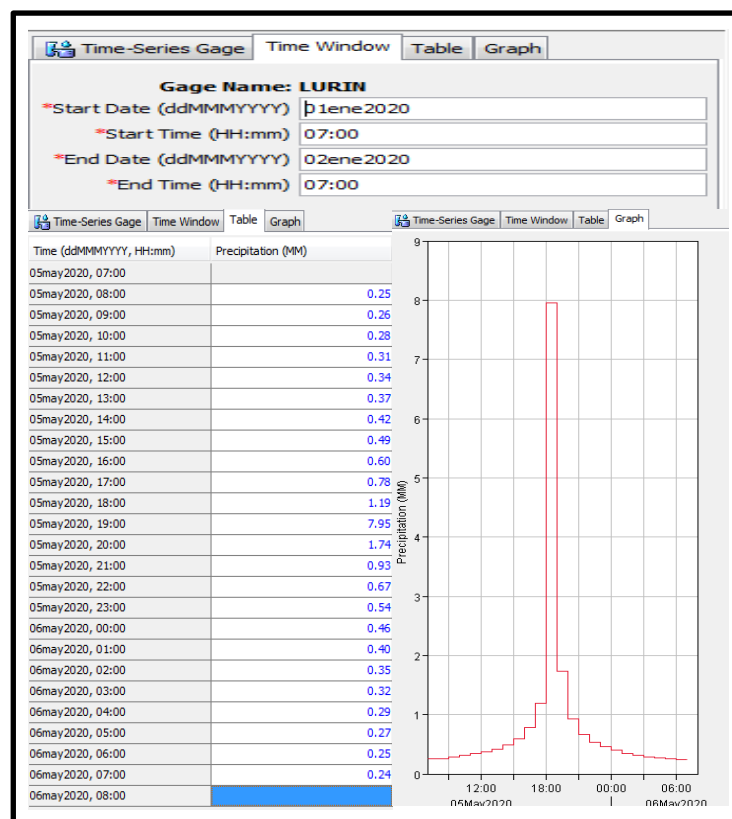 Time-Series Gage Time Window Table Graph
Gage Name: LURIN
*Start Date (ddMMMYYYY) 01ene2020
*Start Time (HH:mm) 07:00
*End Date (ddMMMYYYY) 02ene2020
*End Time (HH:mm) 07:00
Time-Series Gage Time Window Table Graph
Time (ddMMMYYYY, HH:mm) Precipitation (MM)
05may2020, 07:00
05may2020, 08:00 0.25
05may2020, 09:00 0.26
05may2020, 10:00 0.28
05may2020, 11:00 0.31
05may2020, 12:00 0.34
05may2020, 13:00 0.37
05may2020, 14:00 0.42
05may2020, 15:00 0.49
05may2020, 16:00 0.60
05may2020, 17:00 0.78
05may2020, 18:00 1.19
05may2020, 19:00 7.95
05may2020, 20:00 1.74
05may2020, 21:00 0.93
05may2020, 22:00 0.67
05may2020, 23:00 0.54
06may2020, 00:00 0.46
06may2020, 01:00 0.40
06may2020, 02:00 0.35
06may2020, 03:00 0.32
06may2020, 04:00 0.29
06may2020, 05:00 0.27
06may2020, 06:00 0.25
06may2020, 07:00 0.24
06may2020, 08:00
Time-Series Gage Time Window Table Graph
9
8
7
6
5
4
3
2
1
0
Precipitation (MM)
12:00 18:00 00:00 06:00
05May2020 06May2020